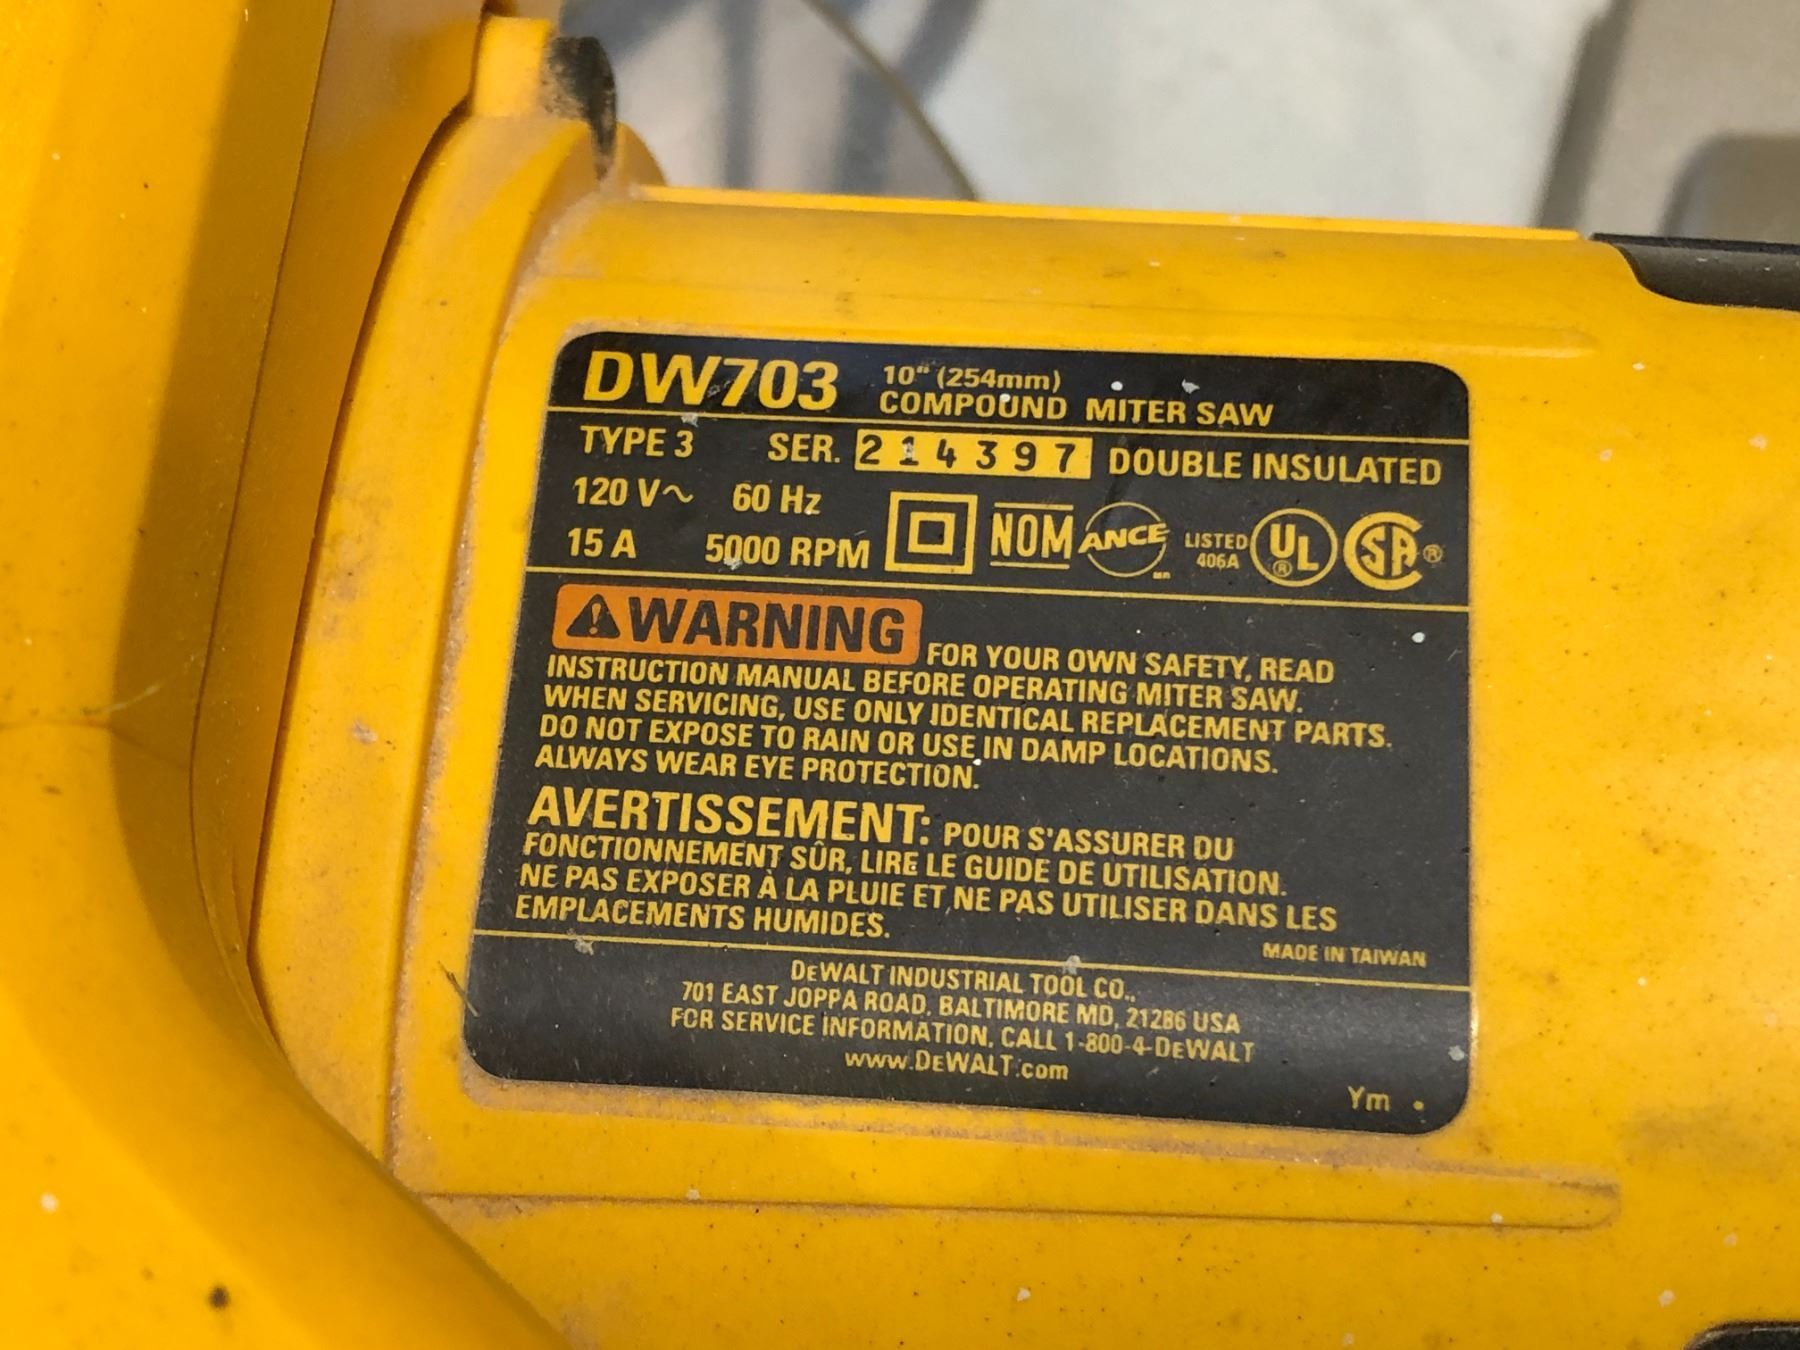 DW703 10" (254mm)
COMPOUND MITER SAW
TYPE 3 SER. 214397 DOUBLE INSULATED
120 V~ 60 Hz
15 A 5000 RPM NOM ANCE LISTED 406A UL ® SA ®
⚠WARNING FOR YOUR OWN SAFETY, READ
INSTRUCTION MANUAL BEFORE OPERATING MITER SAW.
WHEN SERVICING, USE ONLY IDENTICAL REPLACEMENT PARTS.
DO NOT EXPOSE TO RAIN OR USE IN DAMP LOCATIONS.
ALWAYS WEAR EYE PROTECTION.
AVERTISSEMENT: POUR S'ASSURER DU
FONCTIONNEMENT SÛR, LIRE LE GUIDE DE UTILISATION.
NE PAS EXPOSER À LA PLUIE ET NE PAS UTILISER DANS LES
EMPLACEMENTS HUMIDES.
MADE IN TAIWAN
DEWALT INDUSTRIAL TOOL CO.,
701 EAST JOPPA ROAD, BALTIMORE MD, 21286 USA
FOR SERVICE INFORMATION, CALL 1-800-4-DEWALT
www.DEWALT.com
Ym